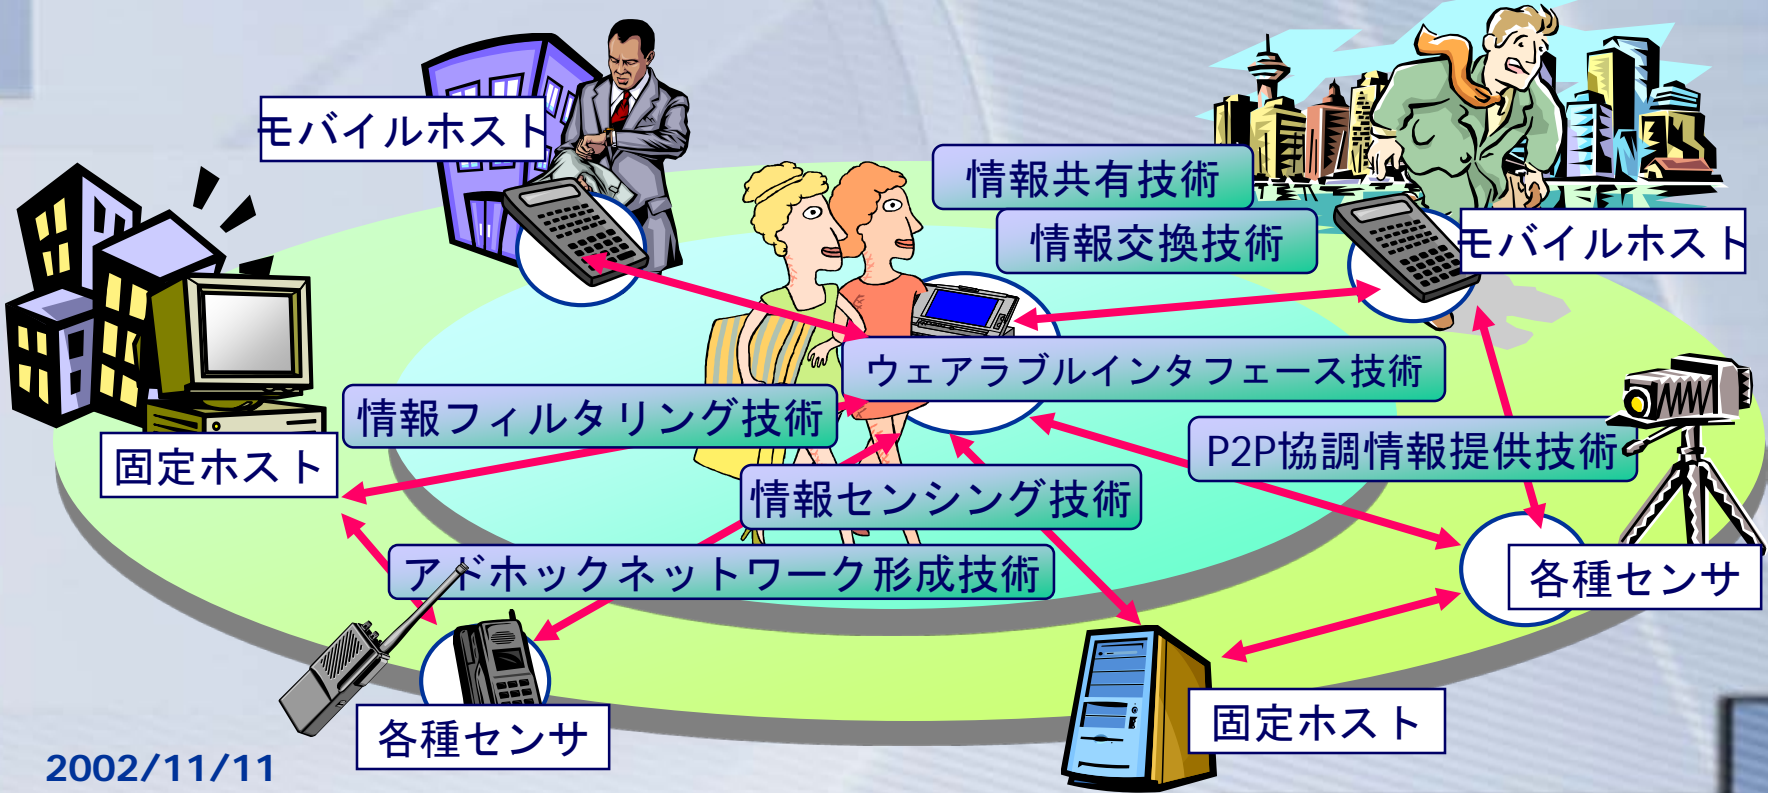 モバイルホスト
情報共有技術
情報交換技術
モバイルホスト
ウェアラブルインタフェース技術
情報フィルタリング技術
固定ホスト
P2P協調情報提供技術
情報センシング技術
アドホックネットワーク形成技術
各種センサ
各種センサ
固定ホスト
2002/11/11